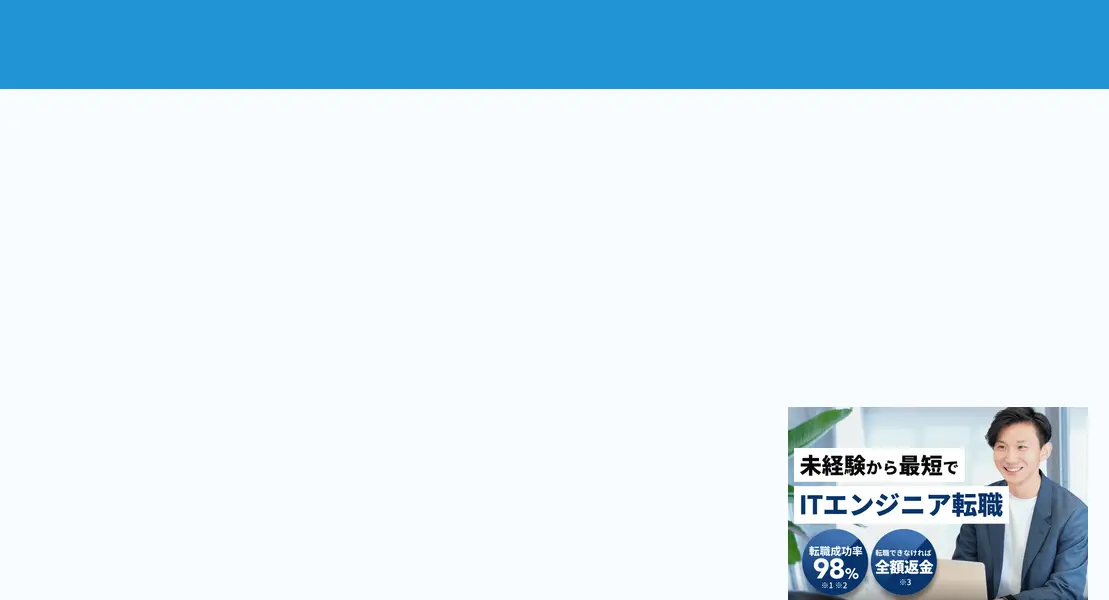 未経験から最短で
ITエンジニア転職
転職成功率
98%
※1 ※2
転職できなければ
全額返金
※3